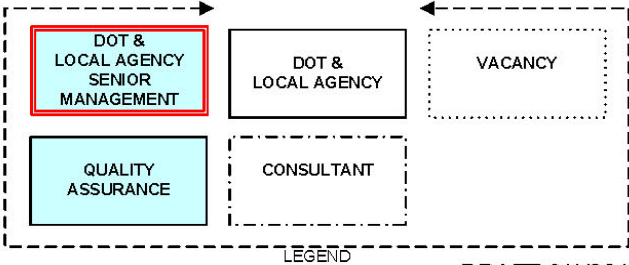 DOT &
LOCAL AGENCY
SENIOR
MANAGEMENT
DOT &
LOCAL AGENCY
VACANCY
QUALITY
ASSURANCE
CONSULTANT
LEGEND